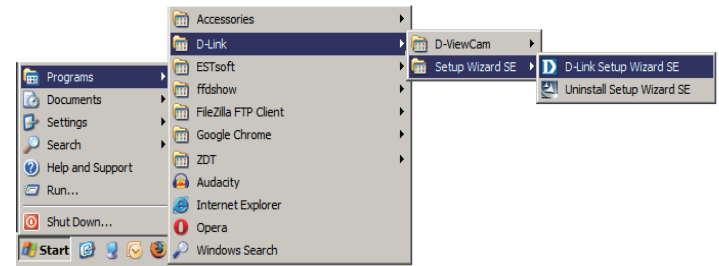 Programs
Documents
Settings
Search
Help and Support
Run...
Shut Down...
Start
Accessories
D-Link
ESTsoft
ffdshow
FileZilla FTP Client
Google Chrome
ZDT
Audacity
Internet Explorer
Opera
Windows Search
D-ViewCam
Setup Wizard SE
D-Link Setup Wizard SE
Uninstall Setup Wizard SE